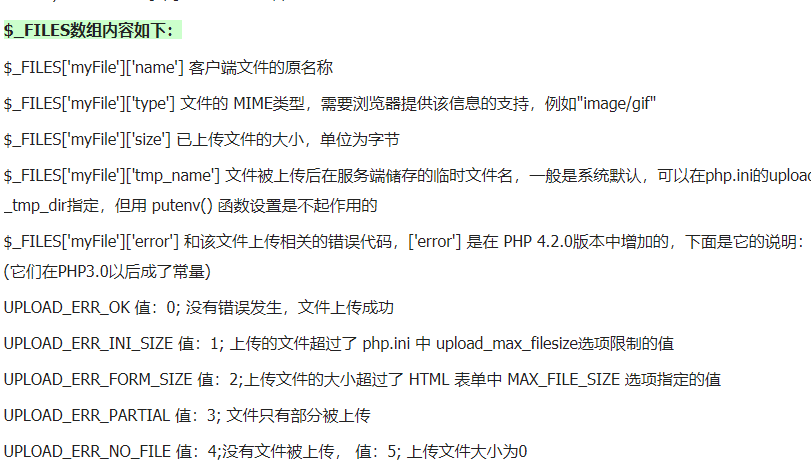 $_FILES数组内容如下：
$_FILES['myFile']['name'] 客户端文件的原名称
$_FILES['myFile']['type'] 文件的 MIME类型，需要浏览器提供该信息的支持，例如"image/gif"
$_FILES['myFile']['size'] 已上传文件的大小，单位为字节
$_FILES['myFile']['tmp_name'] 文件被上传后在服务端储存的临时文件名，一般是系统默认，可以在php.ini的upload
_tmp_dir指定，但用 putenv() 函数设置是不起作用的
$_FILES['myFile']['error'] 和该文件上传相关的错误代码，['error'] 是在 PHP 4.2.0版本中增加的，下面是它的说明：
(它们在PHP3.0以后成了常量)
UPLOAD_ERR_OK 值：0; 没有错误发生，文件上传成功
UPLOAD_ERR_INI_SIZE 值：1; 上传的文件超过了 php.ini 中 upload_max_filesize选项限制的值
UPLOAD_ERR_FORM_SIZE 值：2;上传文件的大小超过了 HTML 表单中 MAX_FILE_SIZE 选项指定的值
UPLOAD_ERR_PARTIAL 值：3; 文件只有部分被上传
UPLOAD_ERR_NO_FILE 值：4;没有文件被上传， 值：5; 上传文件大小为0